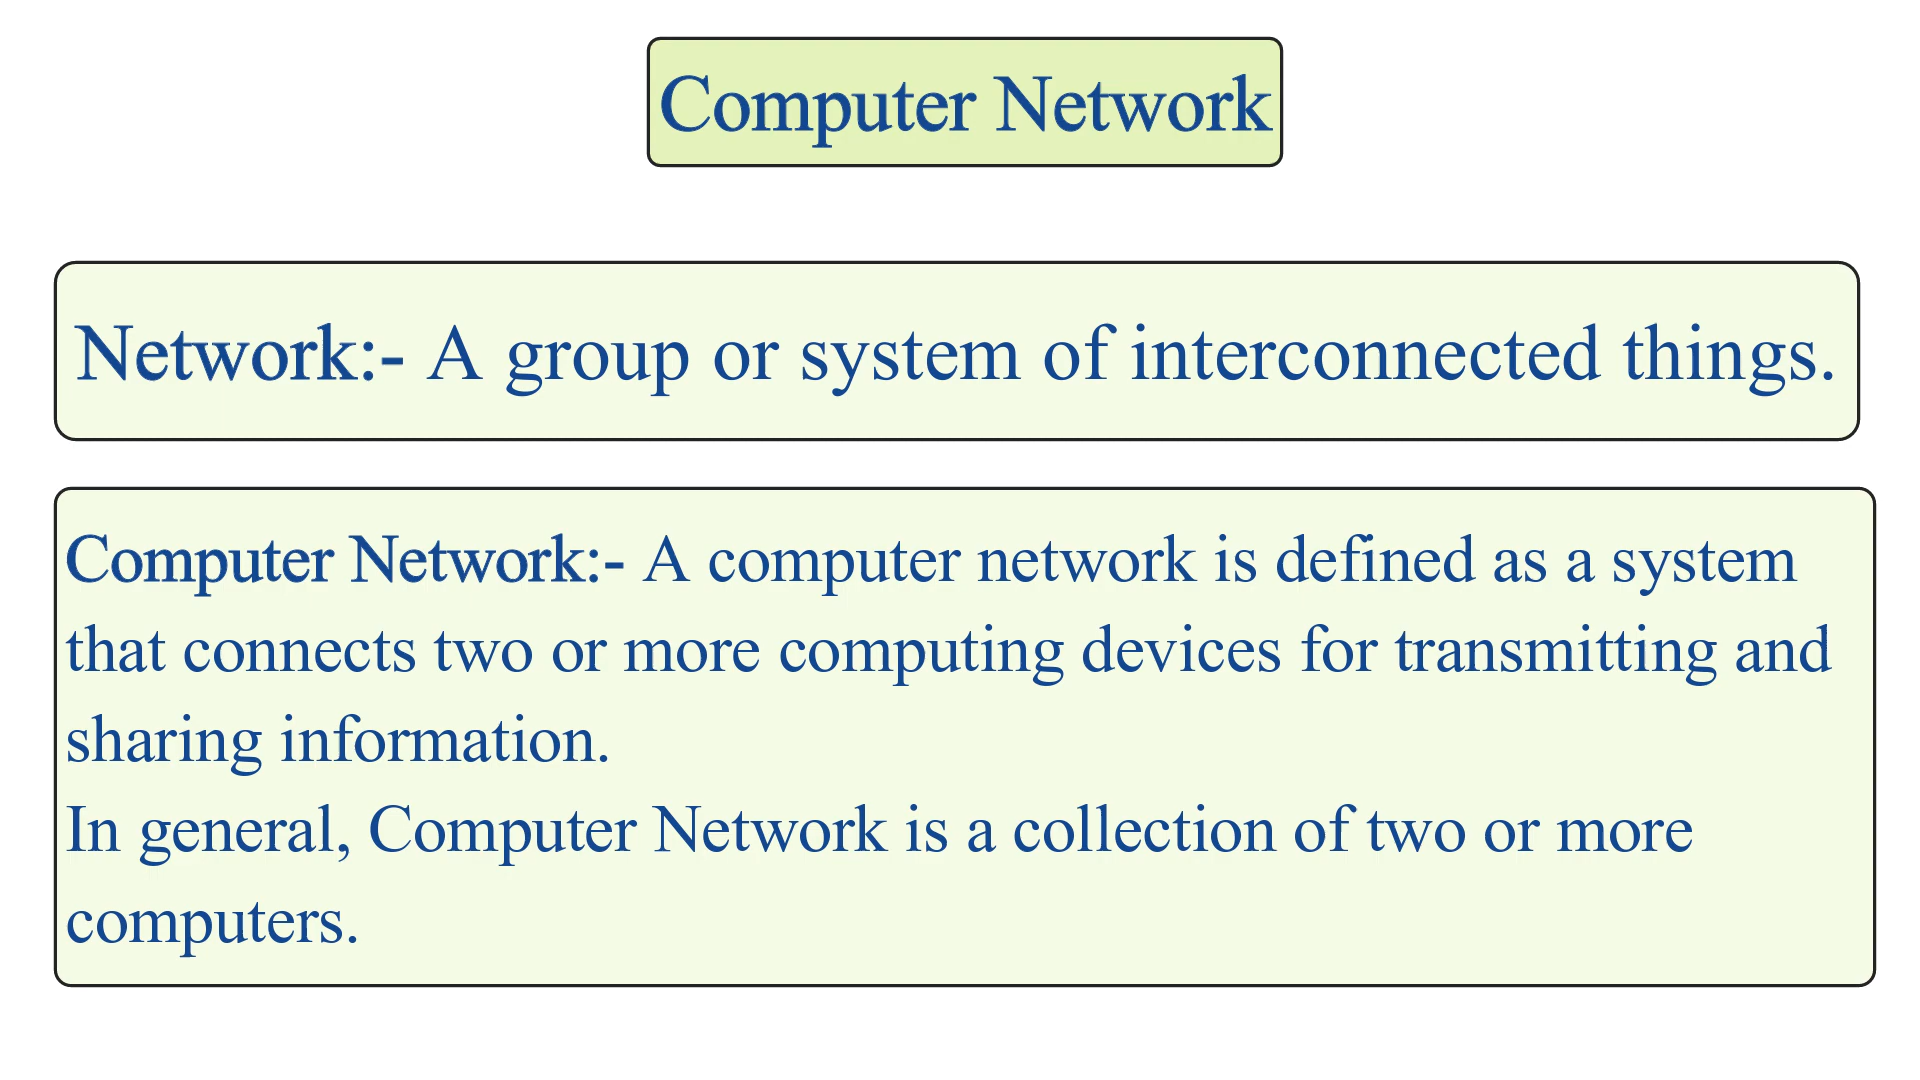 Computer Network
Network:- A group or system of interconnected things.
Computer Network:- A computer network is defined as a system
that connects two or more computing devices for transmitting and
sharing information.
In general, Computer Network is a collection of two or more
computers.